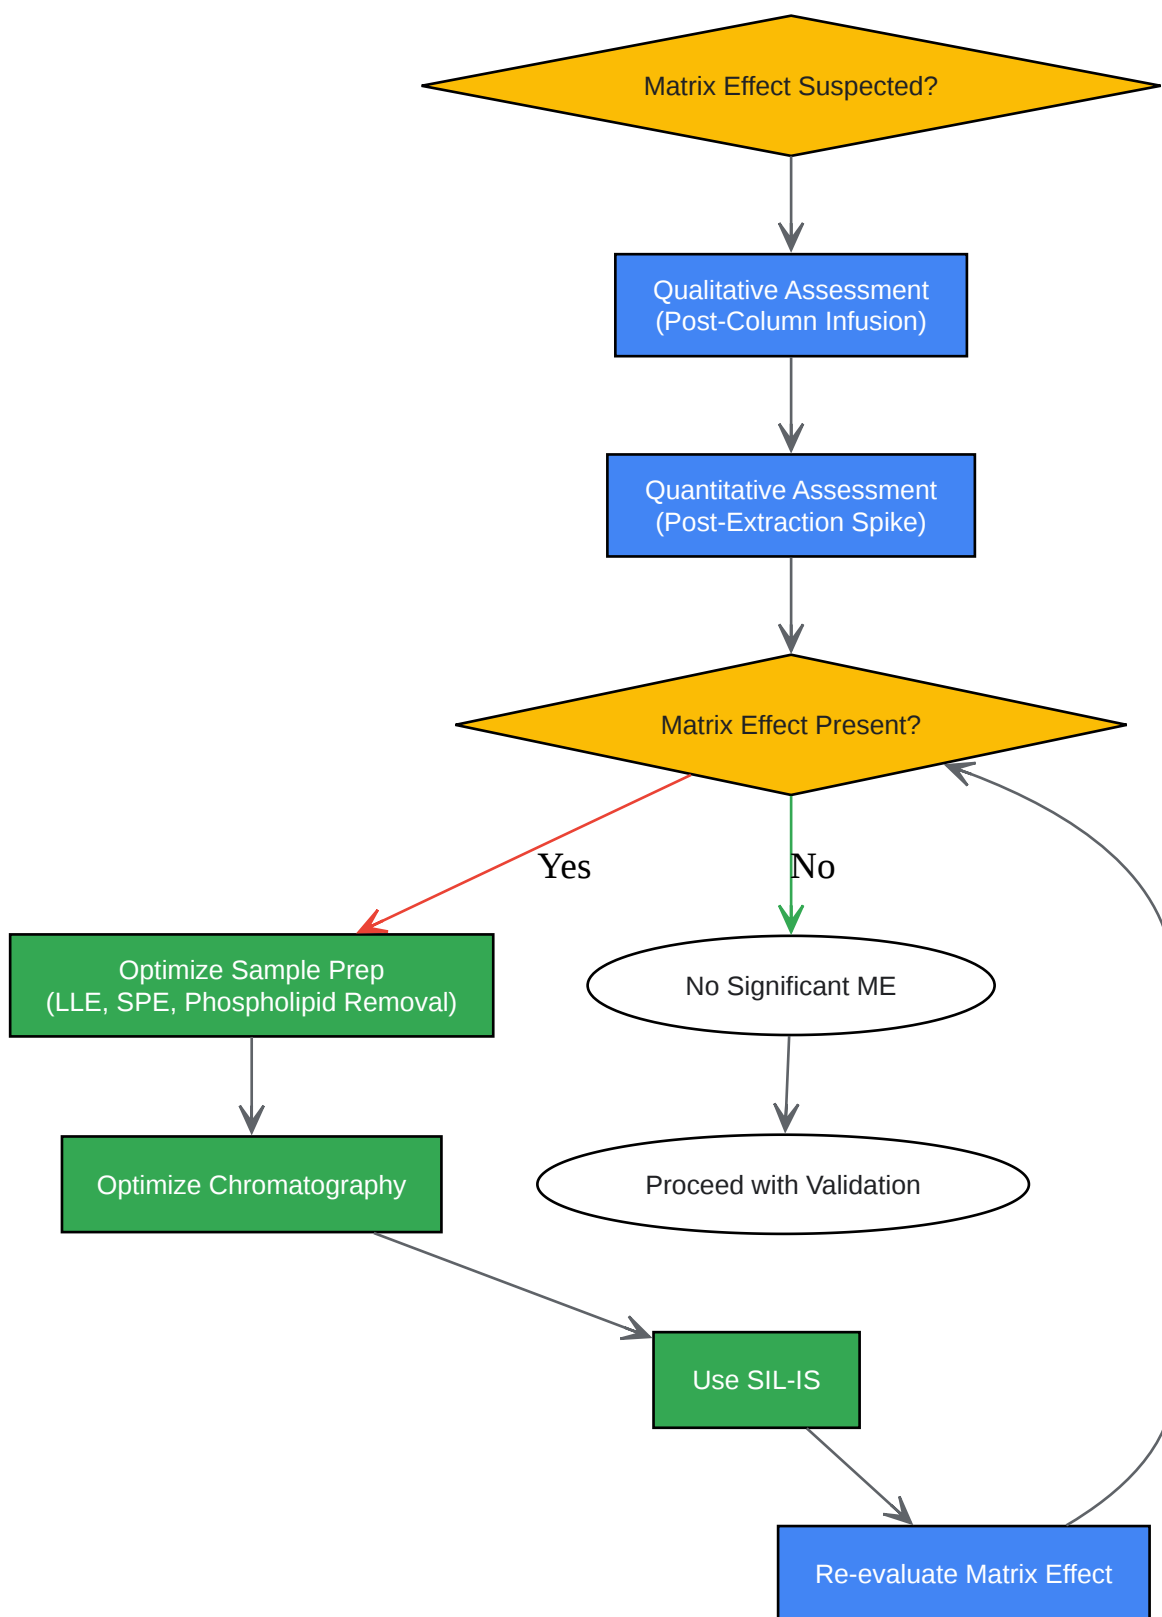 Matrix Effect Suspected?
Qualitative Assessment
(Post-Column Infusion)
Quantitative Assessment
(Post-Extraction Spike)
Matrix Effect Present?
Yes
No
Optimize Sample Prep
(LLE, SPE, Phospholipid Removal)
No Significant ME
Optimize Chromatography
Proceed with Validation
Use SIL-IS
Re-evaluate Matrix Effect